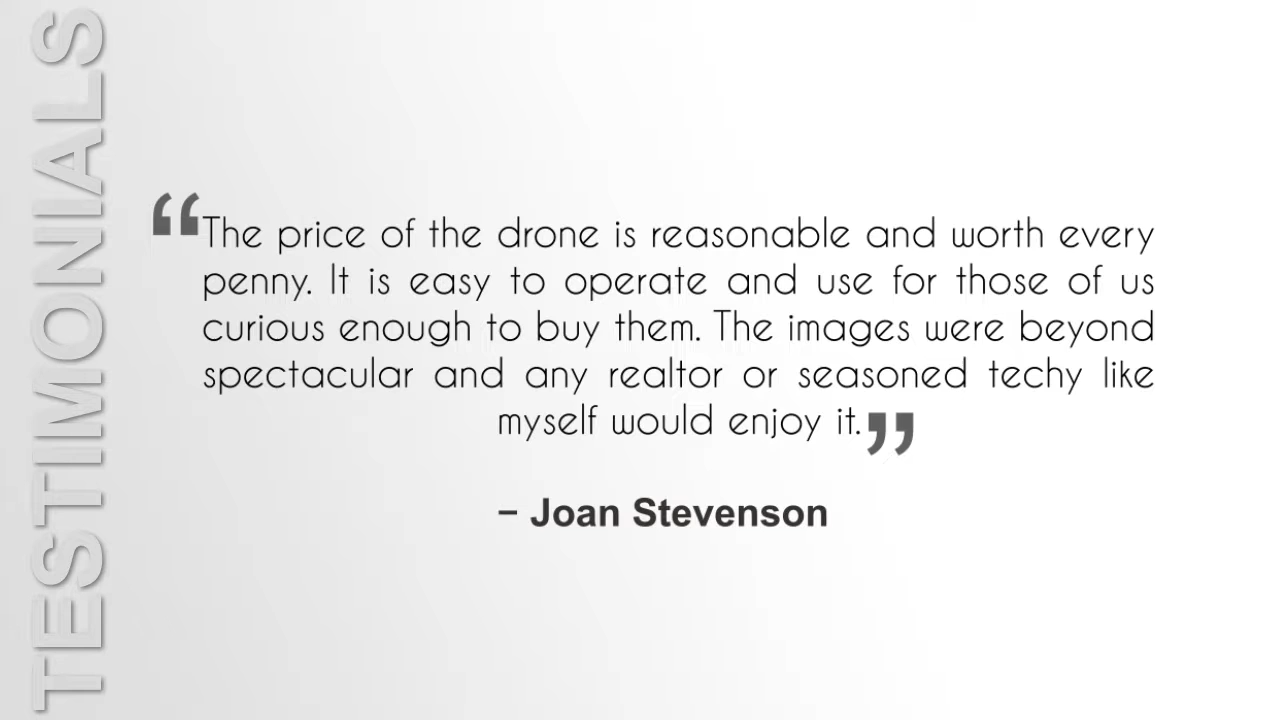 TESTIMONIALS
“The price of the drone is reasonable and worth every
penny. It is easy to operate and use for those of us
curious enough to buy them. The images were beyond
spectacular and any realtor or seasoned techy like
myself would enjoy it.”
– Joan Stevenson